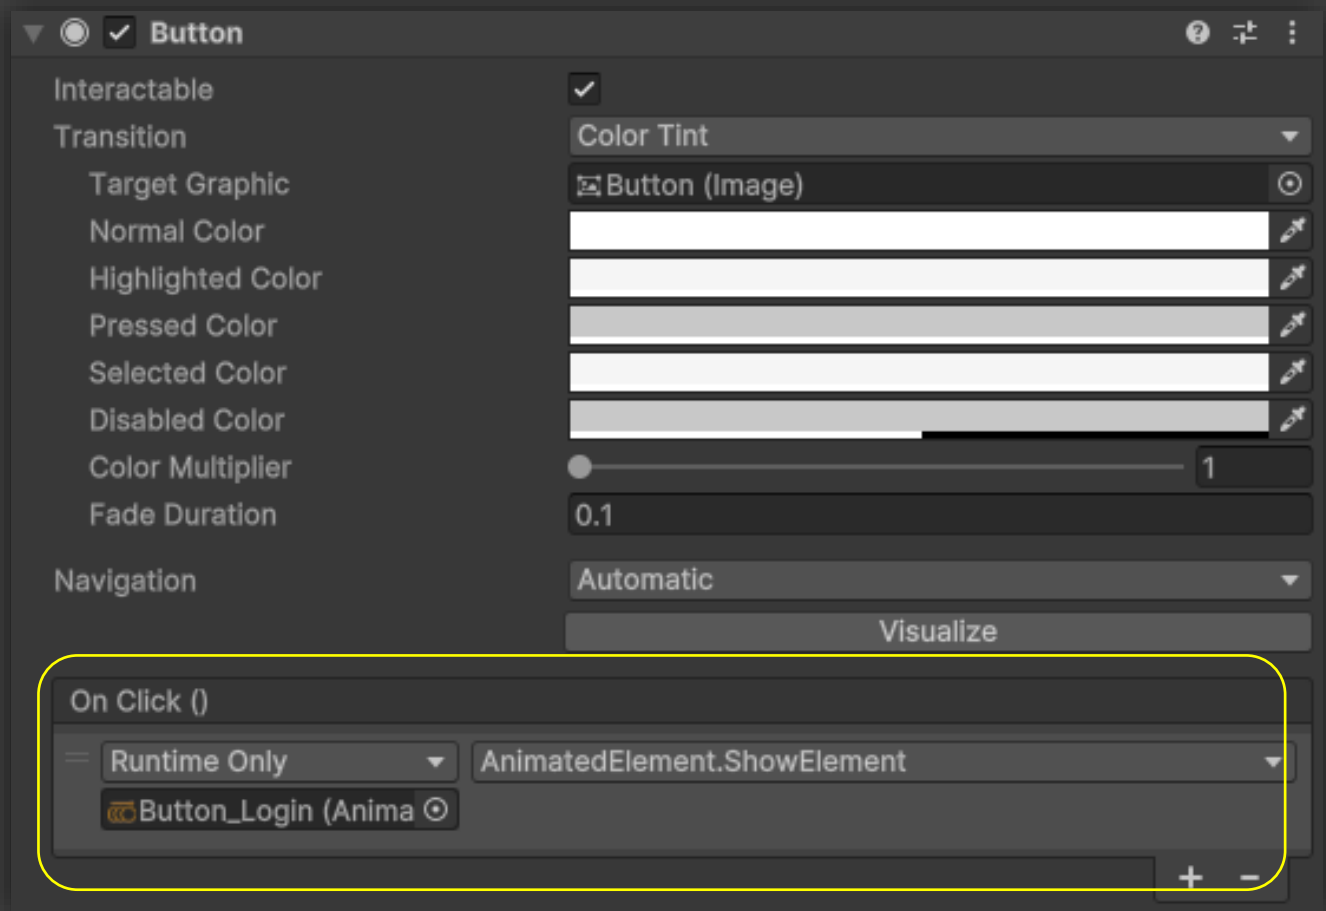 Button
Interactable
Transition Color Tint
Target Graphic Button (Image)
Normal Color
Highlighted Color
Pressed Color
Selected Color
Disabled Color
Color Multiplier 1
Fade Duration 0.1
Navigation Automatic
Visualize
On Click ()
Runtime Only AnimatedElement.ShowElement
Button_Login (Anima